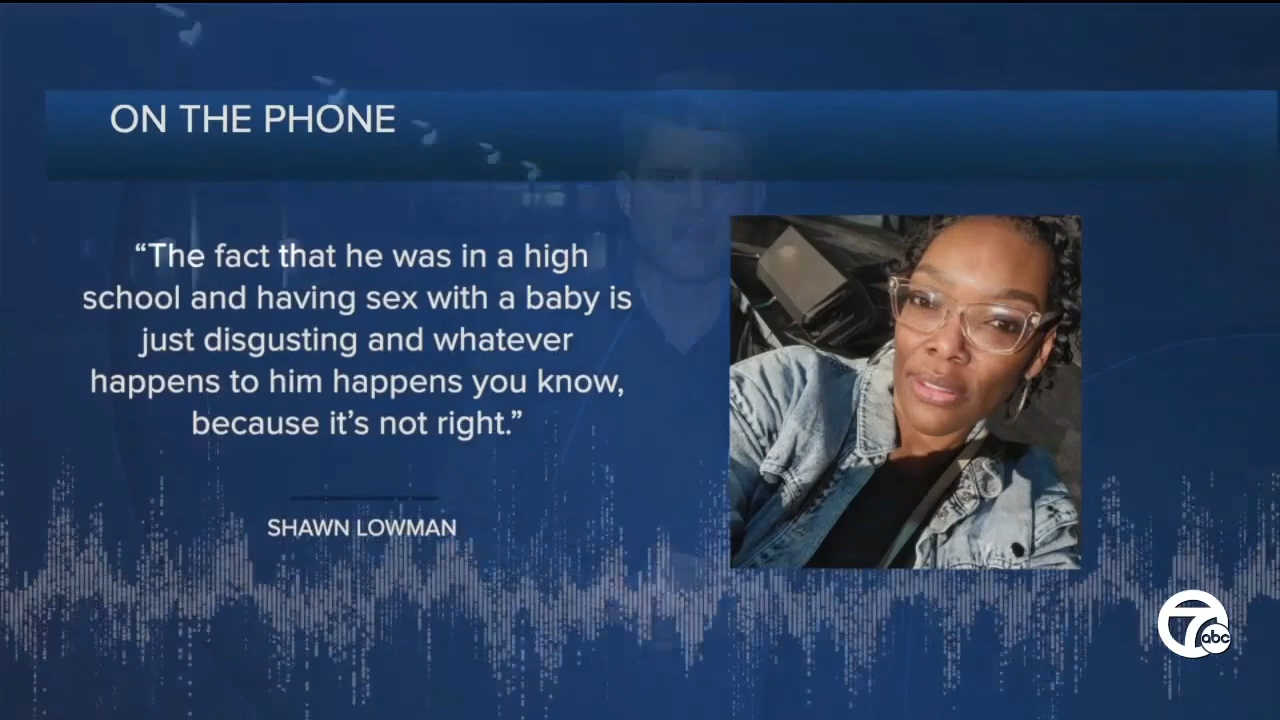 ON THE PHONE
“The fact that he was in a high
school and having sex with a baby is
just disgusting and whatever
happens to him happens you know,
because it’s not right.”
SHAWN LOWMAN
7 abc